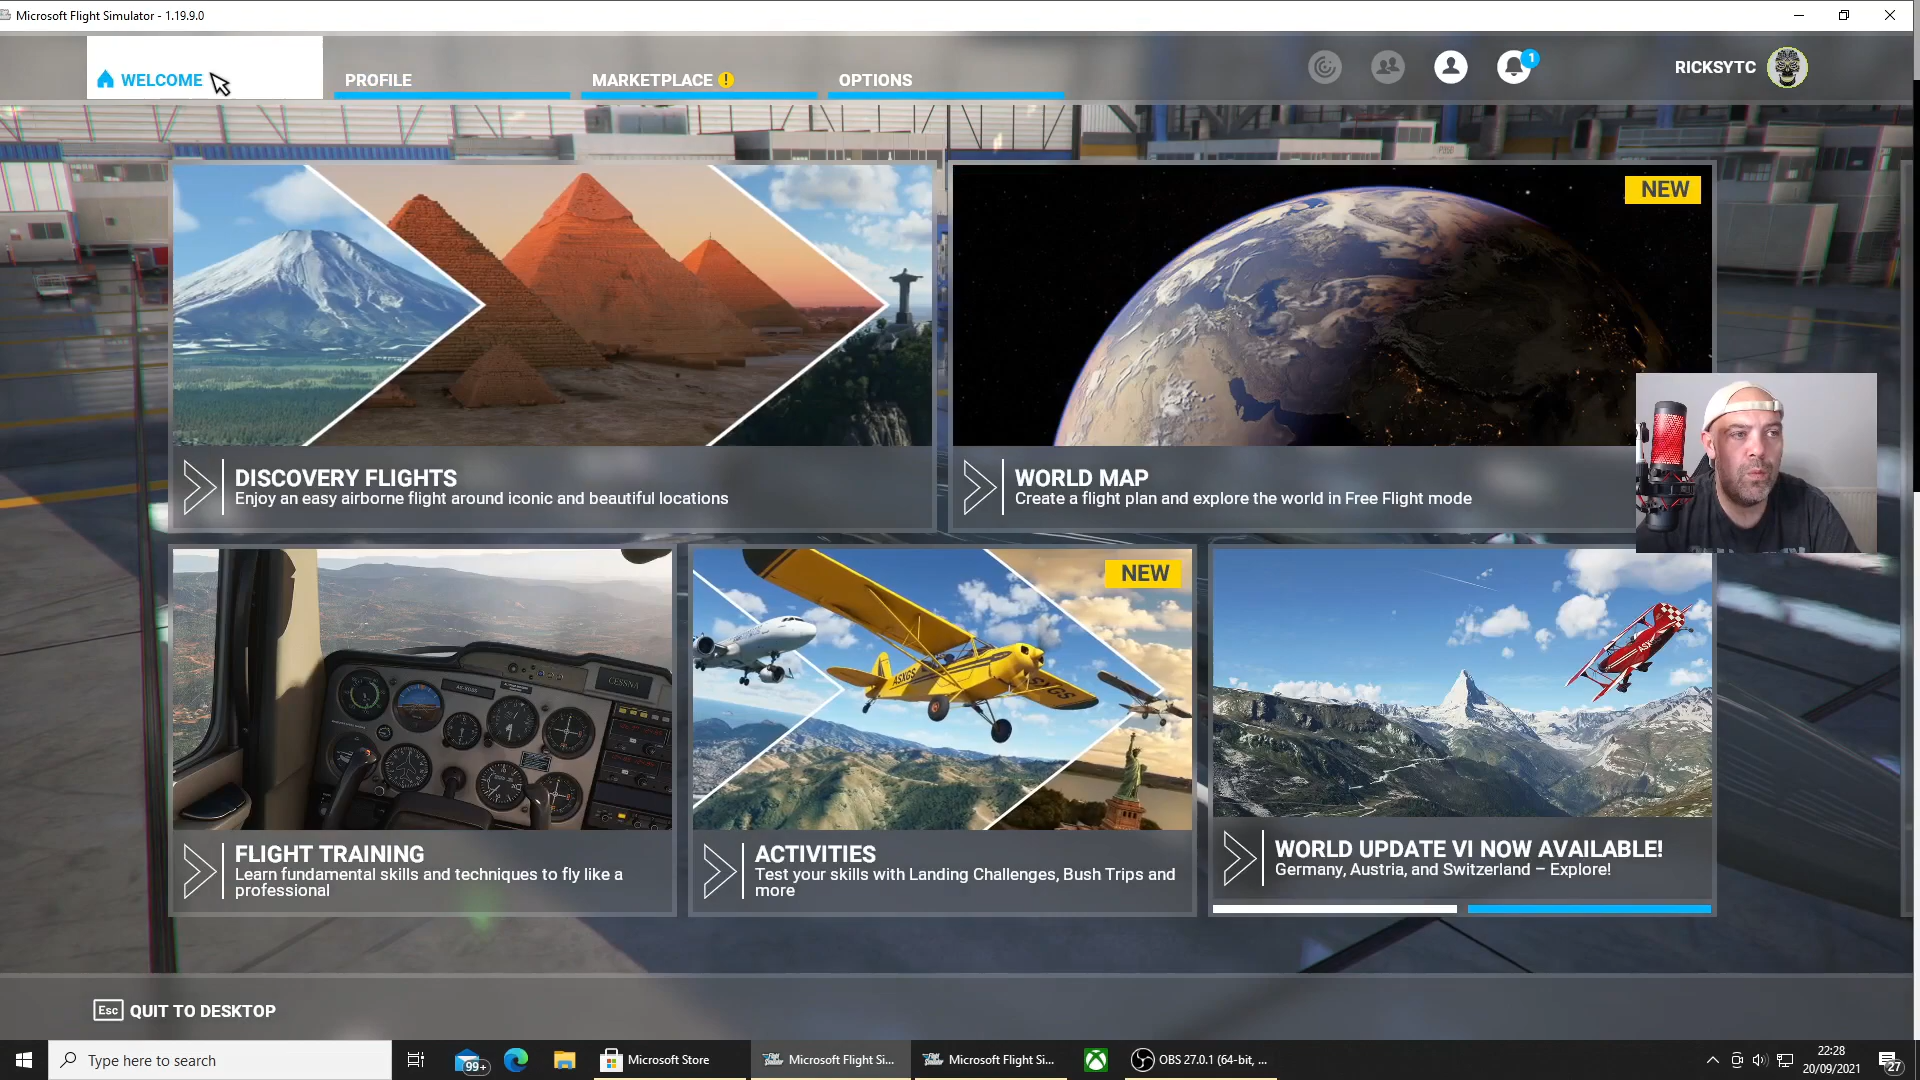 Microsoft Flight Simulator - 1.19.9.0
WELCOME
PROFILE
MARKETPLACE !
OPTIONS
1
RICKSYTC
NEW
DISCOVERY FLIGHTS
Enjoy an easy airborne flight around iconic and beautiful locations
WORLD MAP
Create a flight plan and explore the world in Free Flight mode
CESSNA
NEW
ASXGS
ASXGS
FLIGHT TRAINING
Learn fundamental skills and techniques to fly like a
professional
ACTIVITIES
Test your skills with Landing Challenges, Bush Trips and
more
WORLD UPDATE VI NOW AVAILABLE!
Germany, Austria, and Switzerland – Explore!
Esc QUIT TO DESKTOP
Type here to search
99+
Microsoft Store
Microsoft Flight Si...
Microsoft Flight Si...
OBS 27.0.1 (64-bit, ...
22:28
20/09/2021
27